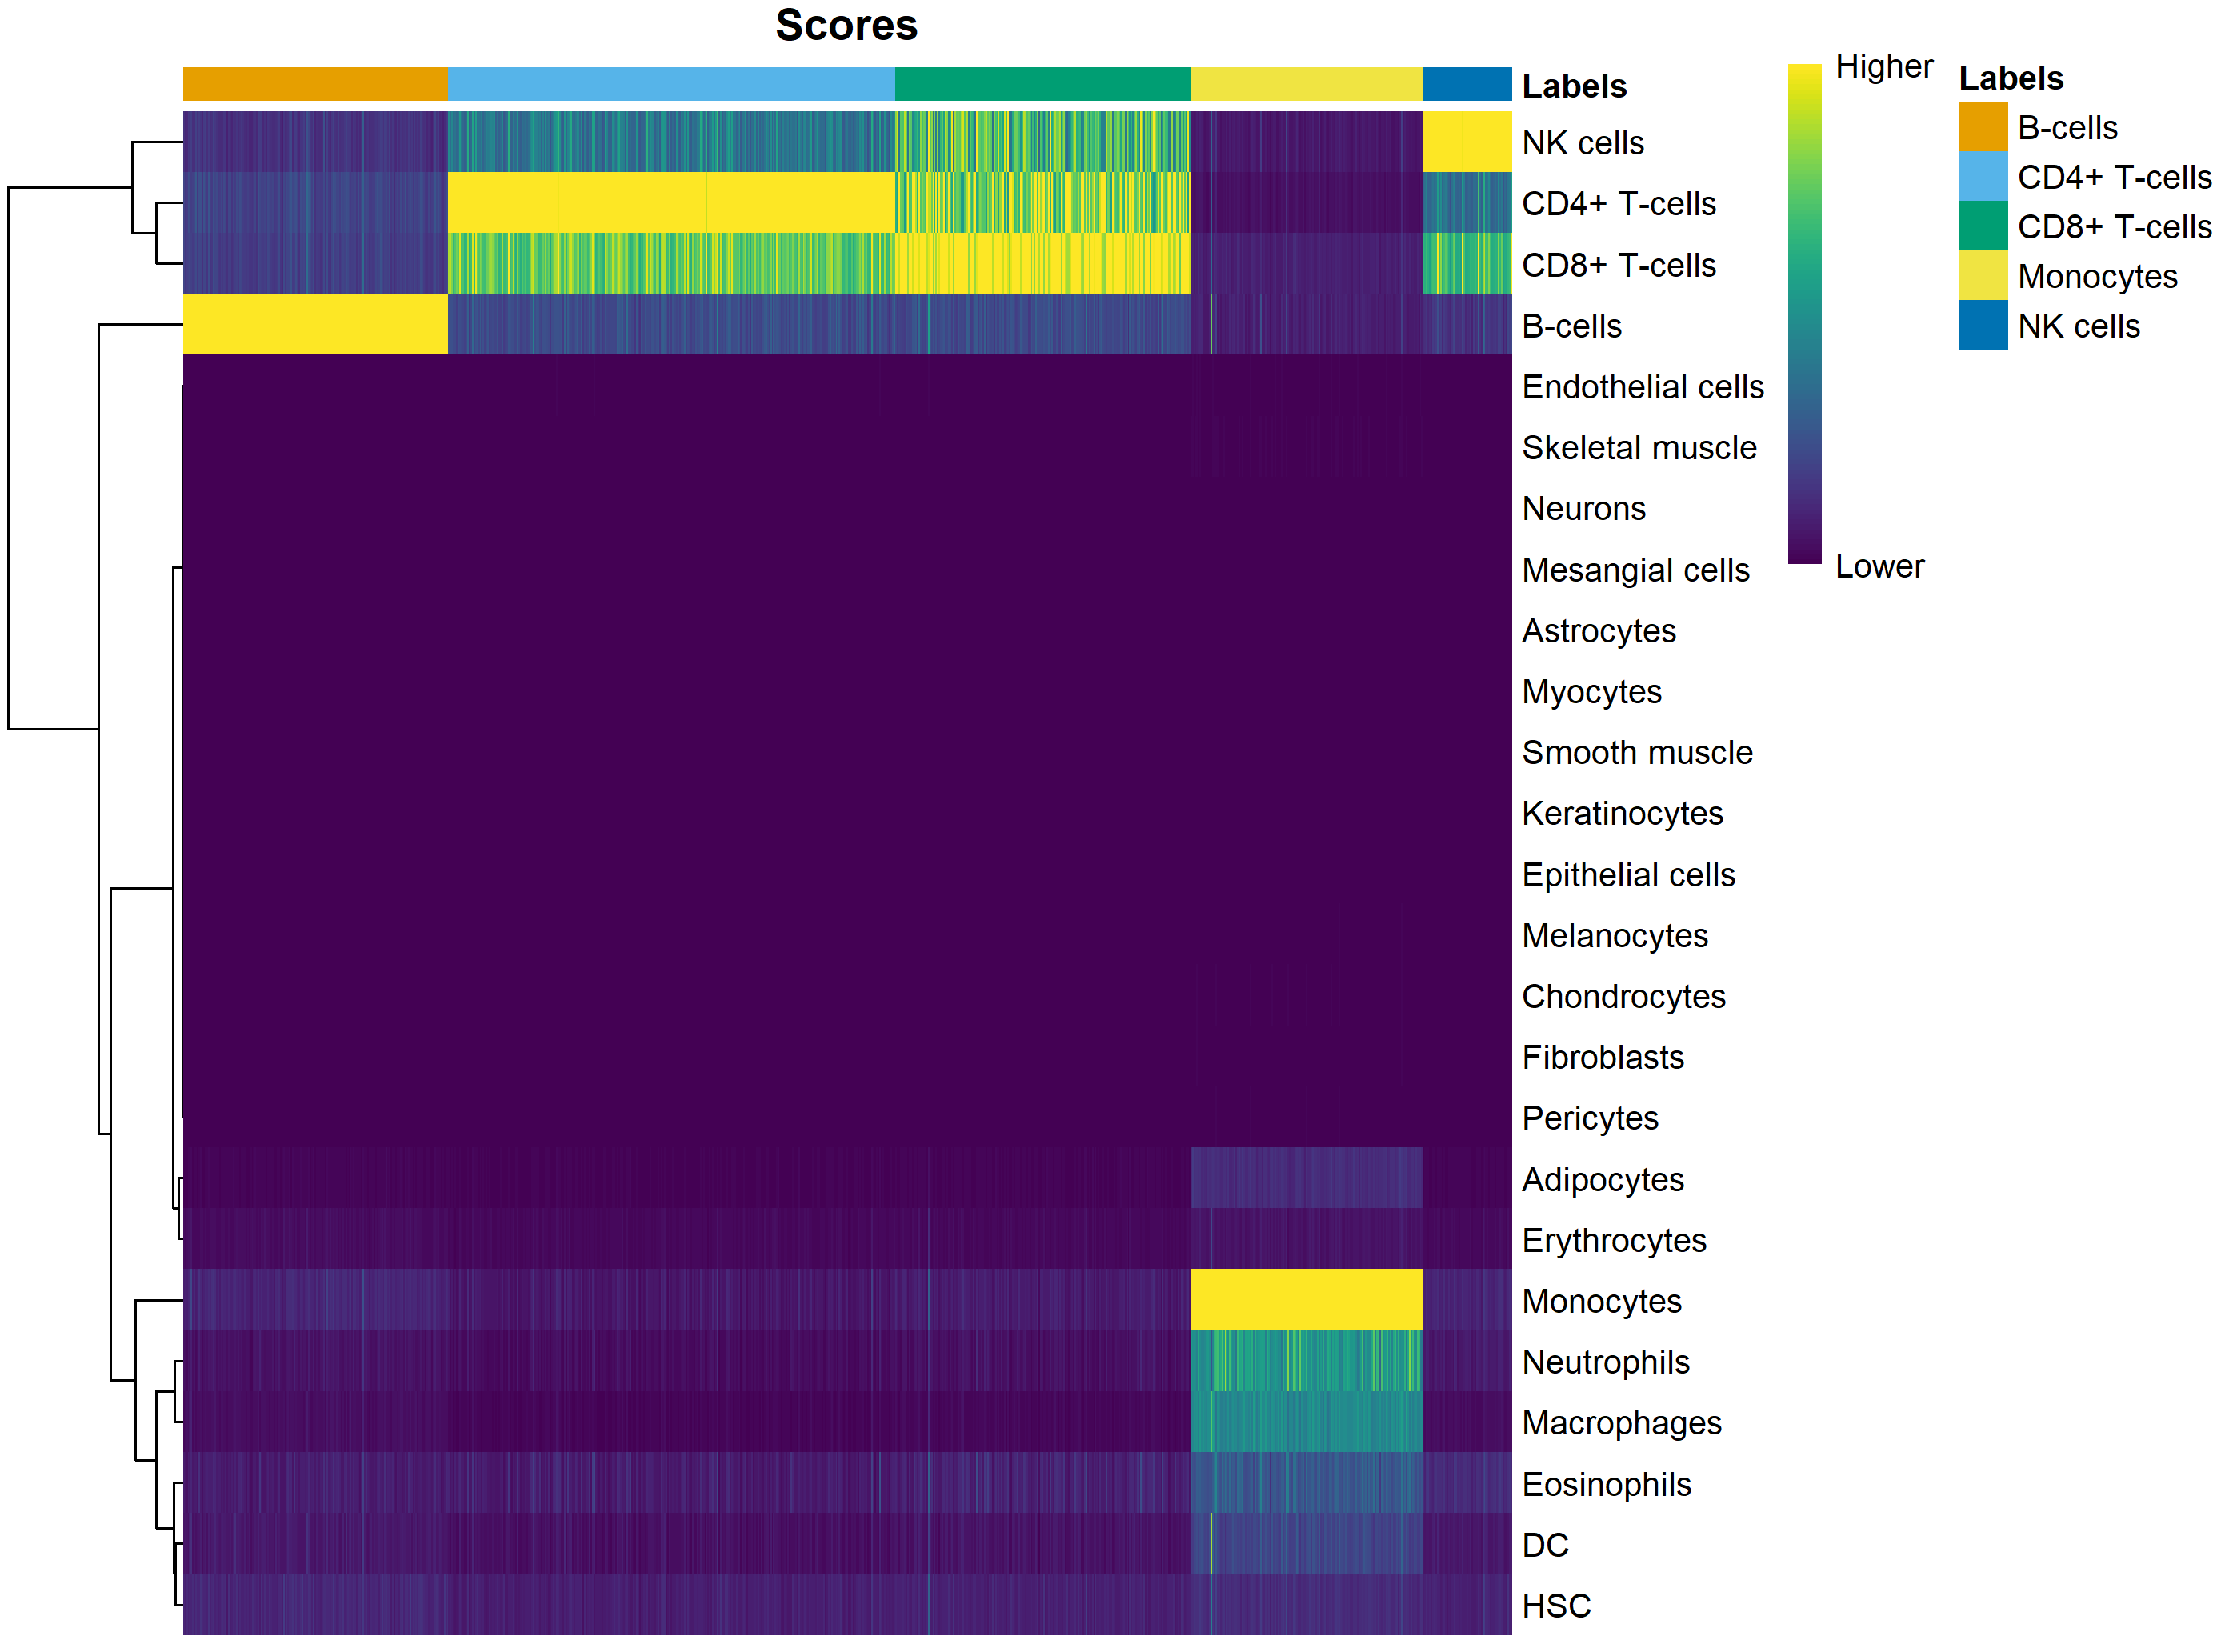 Scores
Labels
NK cells
CD4+ T-cells
CD8+ T-cells
B-cells
Endothelial cells
Skeletal muscle
Neurons
Mesangial cells
Astrocytes
Myocytes
Smooth muscle
Keratinocytes
Epithelial cells
Melanocytes
Chondrocytes
Fibroblasts
Pericytes
Adipocytes
Erythrocytes
Monocytes
Neutrophils
Macrophages
Eosinophils
DC
HSC
Higher
Lower
Labels
B-cells
CD4+ T-cells
CD8+ T-cells
Monocytes
NK cells